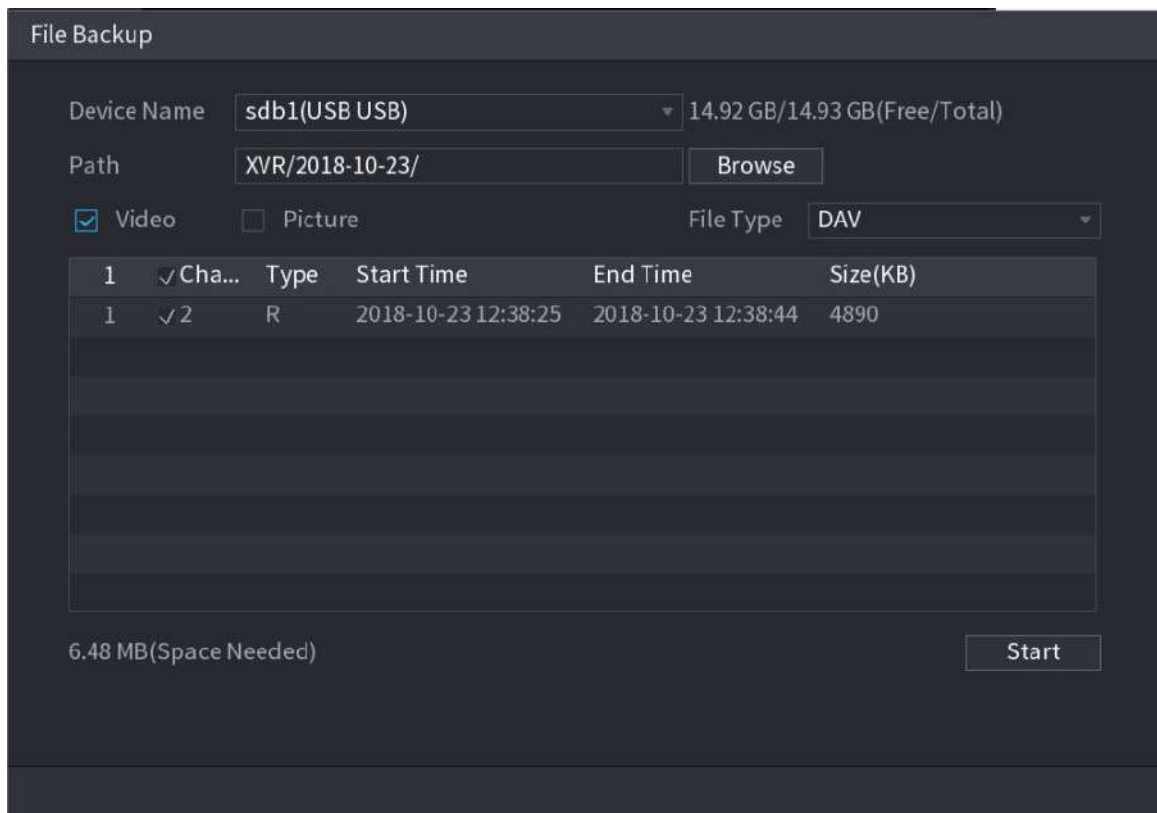 File Backup
Device Name sdb1(USB USB) 14.92 GB/14.93 GB(Free/Total)
Path XVR/2018-10-23/ Browse
Video Picture File Type DAV
1 Cha... Type Start Time End Time Size(KB)
1 2 R 2018-10-23 12:38:25 2018-10-23 12:38:44 4890
6.48 MB(Space Needed) Start